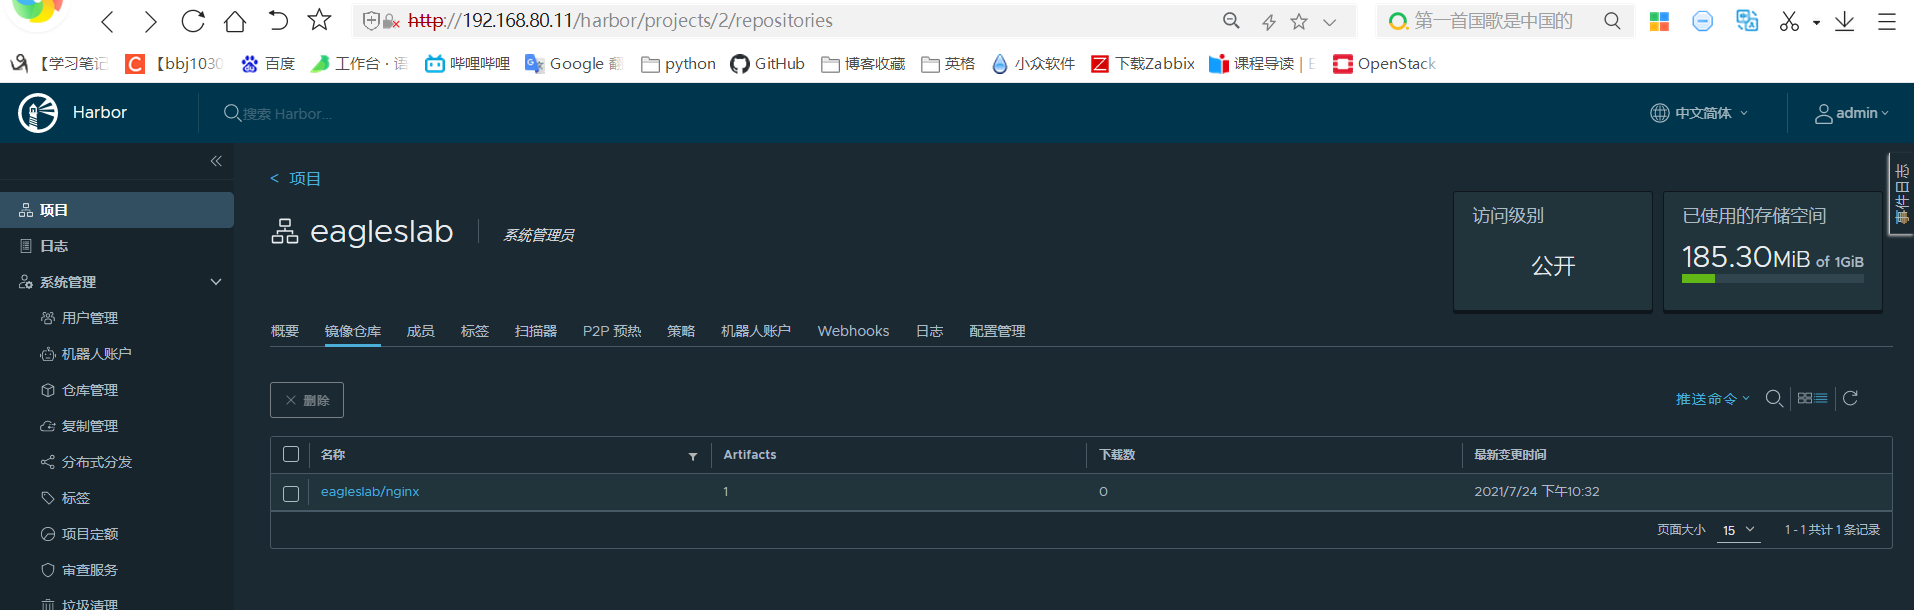 http://192.168.80.11/harbor/projects/2/repositories
第一首国歌是中国的
【学习笔记
【bbj1030
百度
工作台 · 语
哔哩哔哩
Google 翻
python
GitHub
博客收藏
英格
小众软件
下载Zabbix
课程导读 | E
OpenStack
Harbor
搜索 Harbor...
中文简体
admin
项目
日志
系统管理
用户管理
机器人账户
仓库管理
复制管理
分布式分发
标签
项目定额
审查服务
垃圾清理
< 项目
eagleslab
系统管理员
访问级别
公开
已使用的存储空间
185.30MiB of 1GiB
事件日志
概要 镜像仓库 成员 标签 扫描器 P2P 预热 策略 机器人账户 Webhooks 日志 配置管理
× 删除
推送命令
名称 Artifacts 下载数 最新变更时间
eagleslab/nginx 1 0 2021/7/24 下午10:32
页面大小 15 1 - 1 共计 1 条记录